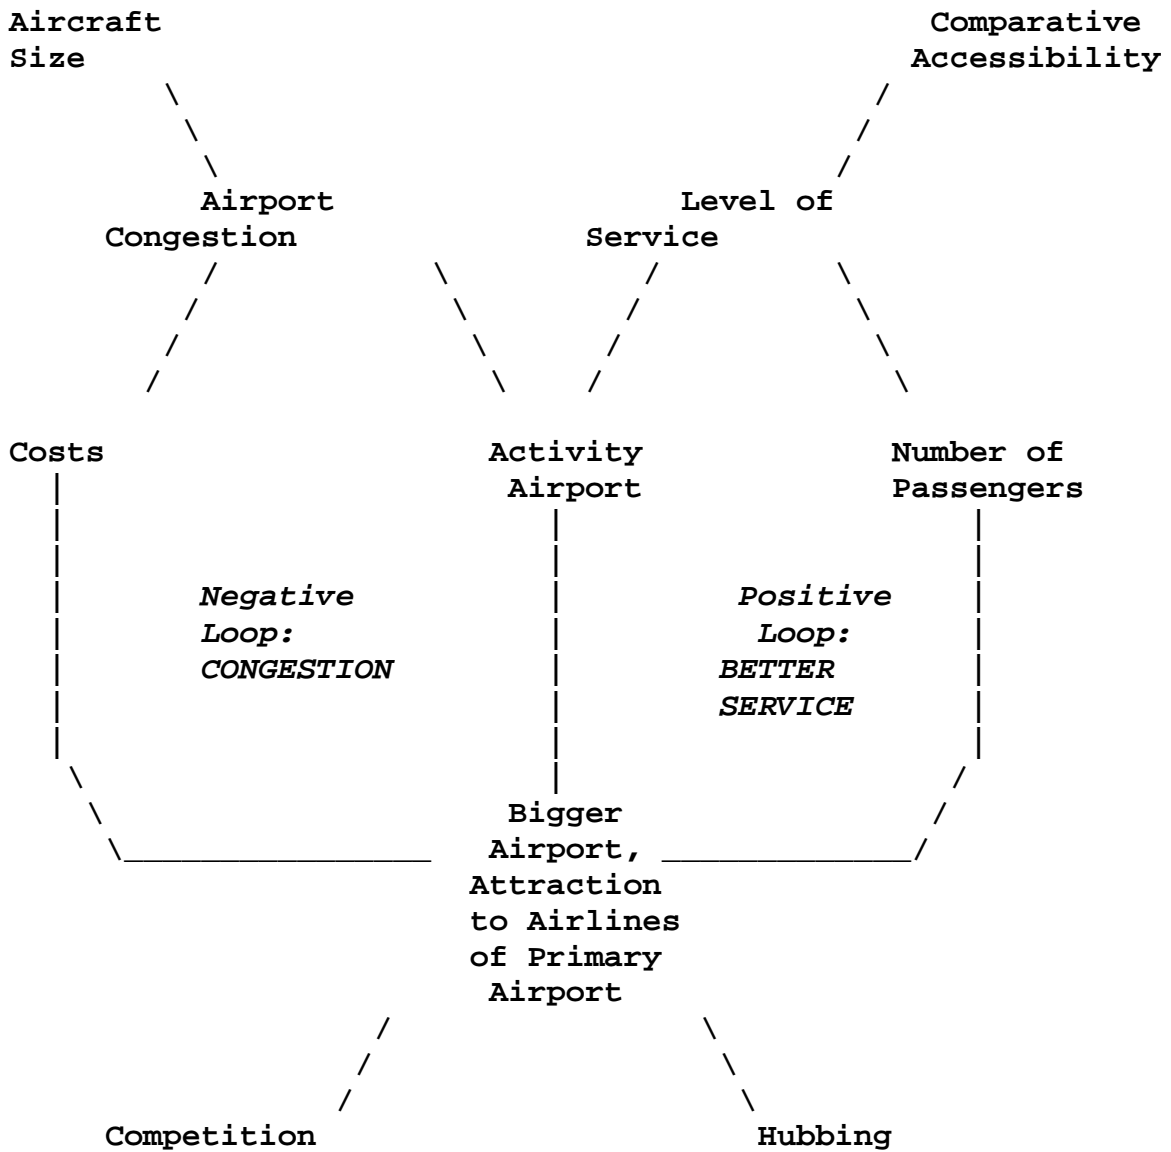 Aircraft Comparative
Size Accessibility
Airport Level of
Congestion Service
Costs Activity Number of
Airport Passengers
Negative Positive
Loop: Loop:
CONGESTION BETTER
SERVICE
Bigger
Airport,
Attraction
to Airlines
of Primary
Airport
Competition Hubbing